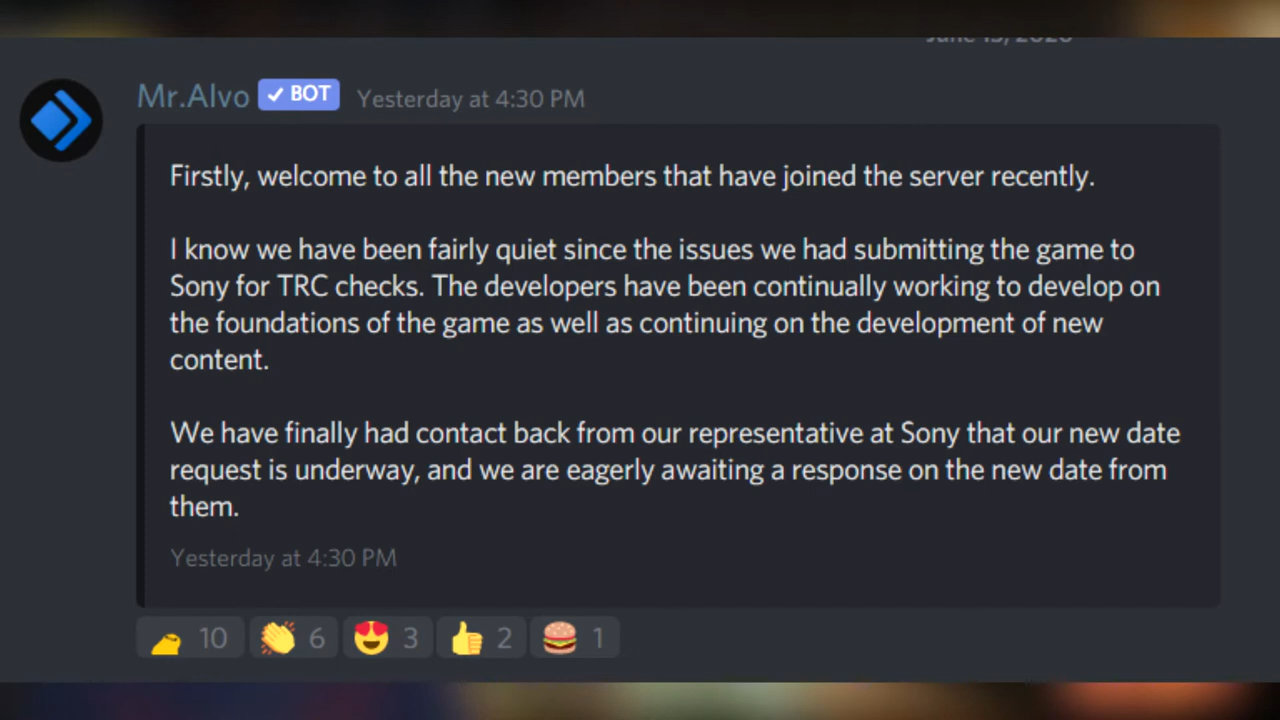 Mr.Alvo ✓ BOT Yesterday at 4:30 PM
Firstly, welcome to all the new members that have joined the server recently.
I know we have been fairly quiet since the issues we had submitting the game to
Sony for TRC checks. The developers have been continually working to develop on
the foundations of the game as well as continuing on the development of new
content.
We have finally had contact back from our representative at Sony that our new date
request is underway, and we are eagerly awaiting a response on the new date from
them.
Yesterday at 4:30 PM
10 6 3 2 1